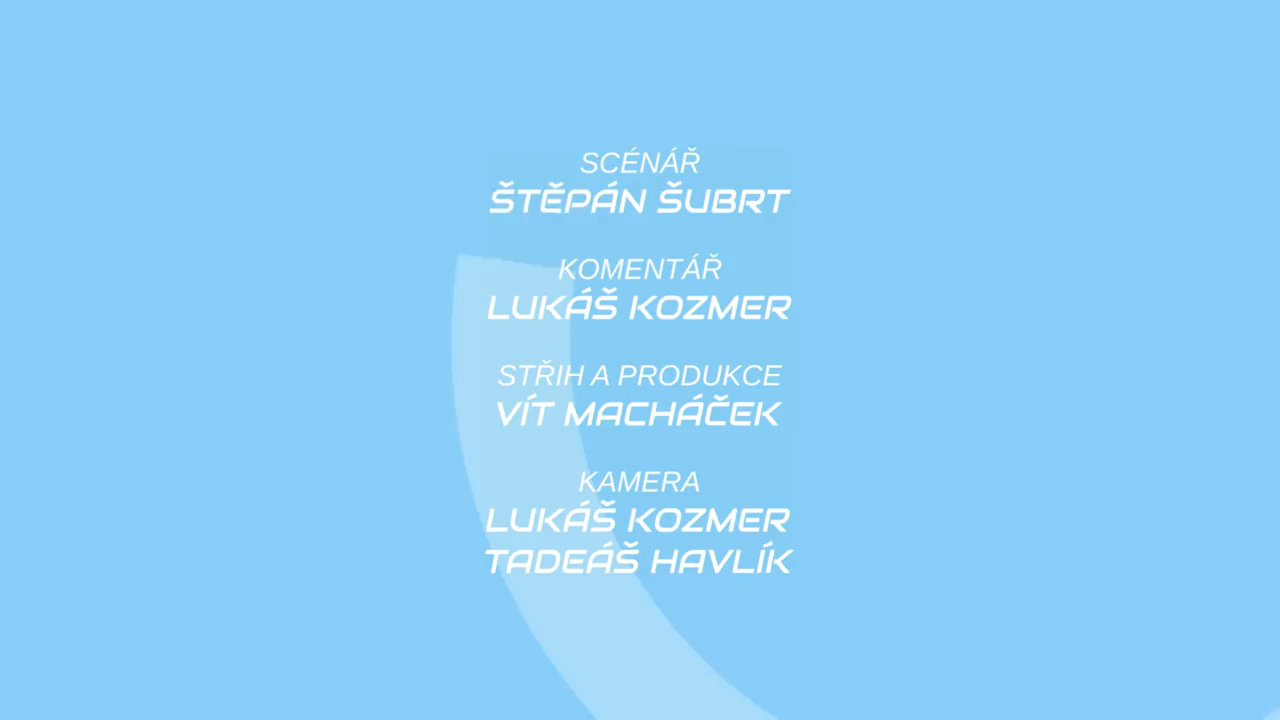 SCÉNÁŘ
ŠTĚPÁN ŠUBRT
KOMENTÁŘ
LUKÁŠ KOZMER
STŘIH A PRODUKCE
VÍT MACHÁČEK
KAMERA
LUKÁŠ KOZMER
TADEÁŠ HAVLÍK